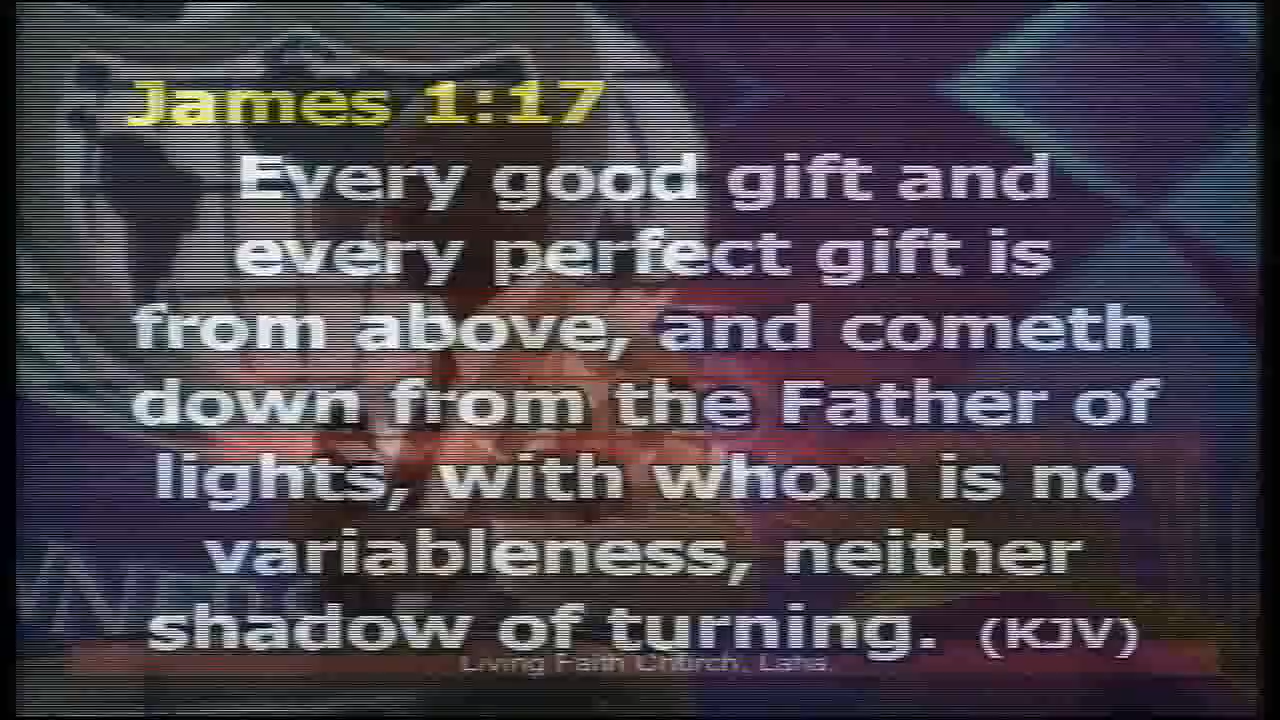 James 1:17
Every good gift and
every perfect gift is
from above, and cometh
down from the Father of
lights, with whom is no
variableness, neither
shadow of turning. (KJV)
Living Faith Church,